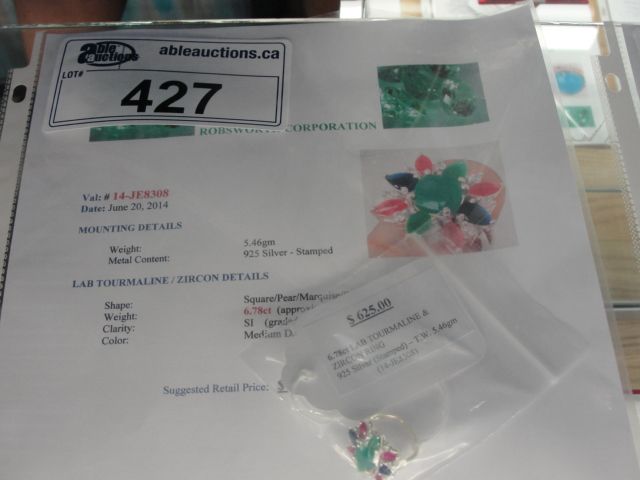 able auctions
ableauctions.ca
LOT#
427
ROBSWORTH CORPORATION
Val: # 14-JE8308
Date: June 20, 2014
MOUNTING DETAILS
Weight: 5.46gm
Metal Content: 925 Silver - Stamped
LAB TOURMALINE / ZIRCON DETAILS
Shape: Square/Pear/Marquise
Weight: 6.78ct
Clarity: SI
Color: Medium
Suggested Retail Price: $
$ 625.00
6.78ct LAB TOURMALINE &
ZIRCON RING
925 Silver (Stamped) – T.W. 5.46gm
(14-JE8308)